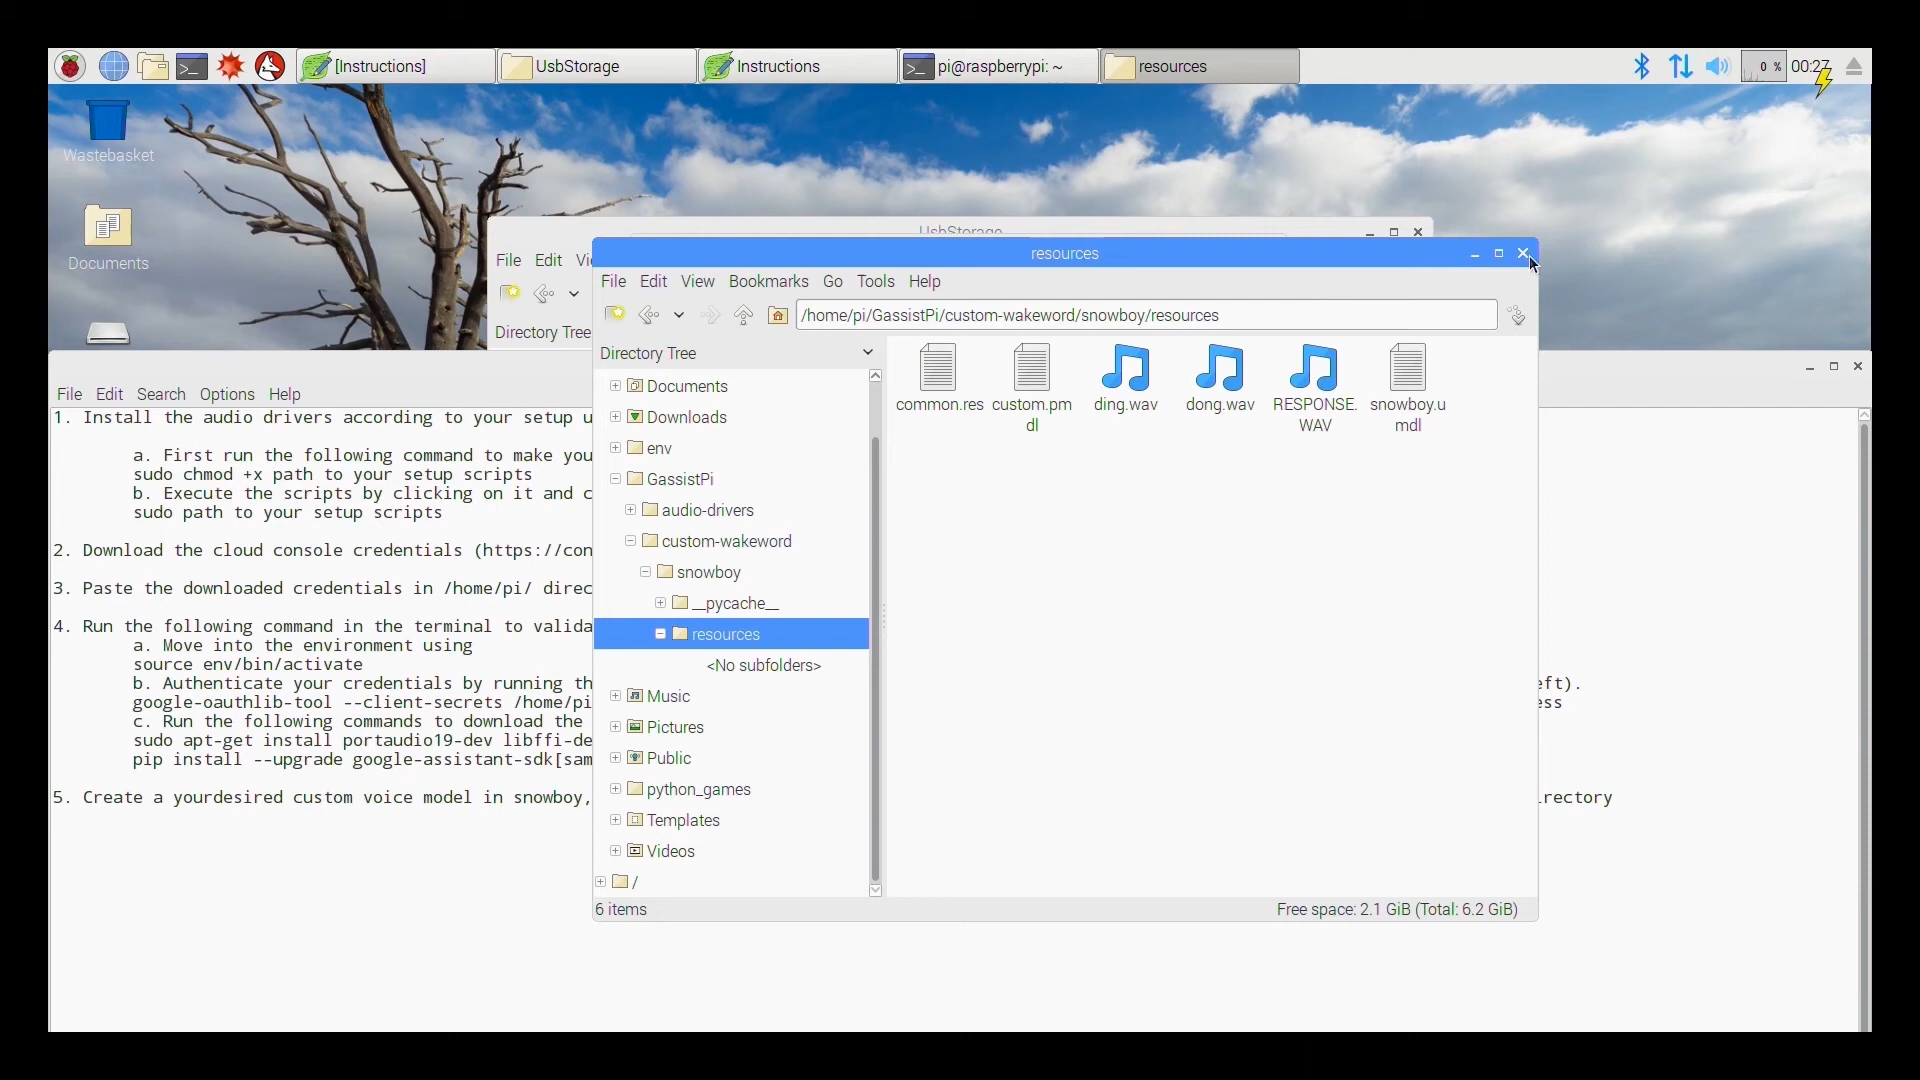 [Instructions]
UsbStorage
Instructions
pi@raspberrypi: ~
resources
0 %
00:27
Wastebasket
Documents
UsbStorage
File Edit
Directory Tree
resources
File Edit View Bookmarks Go Tools Help
/home/pi/GassistPi/custom-wakeword/snowboy/resources
Directory Tree
Documents
Downloads
env
GassistPi
audio-drivers
custom-wakeword
snowboy
__pycache__
resources
<No subfolders>
Music
Pictures
Public
python_games
Templates
Videos
/
common.res
custom.pm
dl
ding.wav
dong.wav
RESPONSE.
WAV
snowboy.u
mdl
6 items
Free space: 2.1 GiB (Total: 6.2 GiB)
File Edit Search Options Help
1. Install the audio drivers according to your setup u
a. First run the following command to make you
sudo chmod +x path to your setup scripts
b. Execute the scripts by clicking on it and c
sudo path to your setup scripts
2. Download the cloud console credentials (https://con
3. Paste the downloaded credentials in /home/pi/ direc
4. Run the following command in the terminal to valida
a. Move into the environment using
source env/bin/activate
b. Authenticate your credentials by running th eft).
google-oauthlib-tool --client-secrets /home/pi ess
c. Run the following commands to download the
sudo apt-get install portaudio19-dev libffi-de
pip install --upgrade google-assistant-sdk[sam
5. Create a yourdesired custom voice model in snowboy, irectory